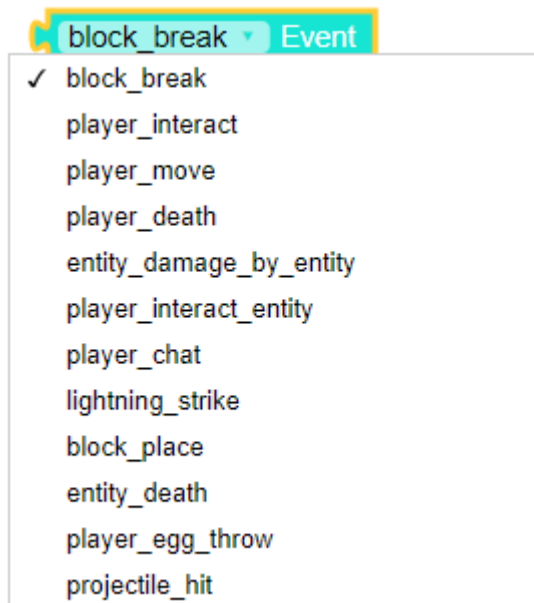 block_break Event
block_break
player_interact
player_move
player_death
entity_damage_by_entity
player_interact_entity
player_chat
lightning_strike
block_place
entity_death
player_egg_throw
projectile_hit